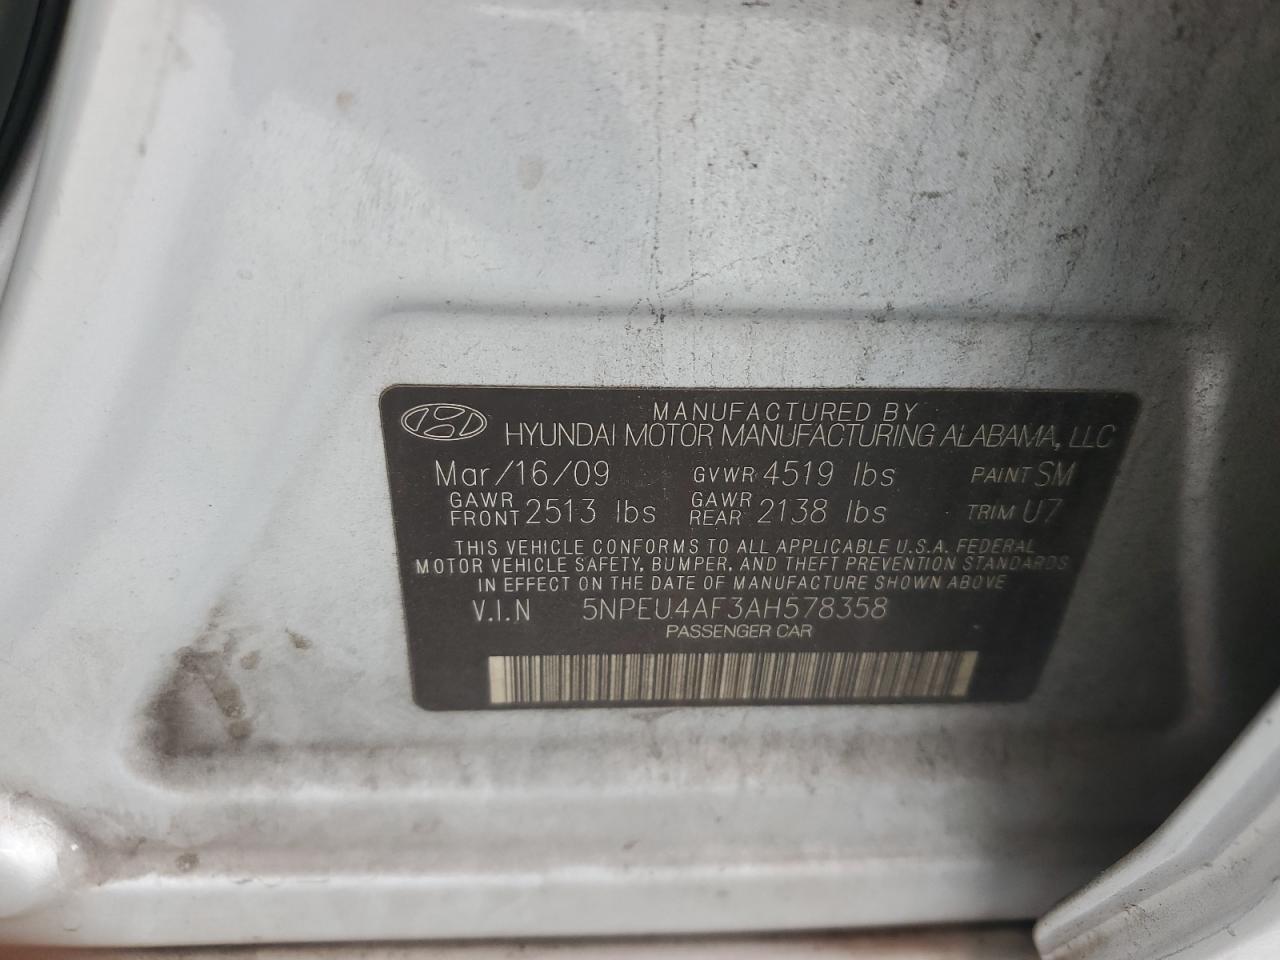 MANUFACTURED BY
HYUNDAI MOTOR MANUFACTURING ALABAMA, LLC
Mar/16/09 GVWR 4519 lbs PAINT SM
GAWR FRONT 2513 lbs GAWR REAR 2138 lbs TRIM U7
THIS VEHICLE CONFORMS TO ALL APPLICABLE U.S.A. FEDERAL
MOTOR VEHICLE SAFETY, BUMPER, AND THEFT PREVENTION STANDARDS
IN EFFECT ON THE DATE OF MANUFACTURE SHOWN ABOVE
V.I.N 5NPEU4AF3AH578358
PASSENGER CAR